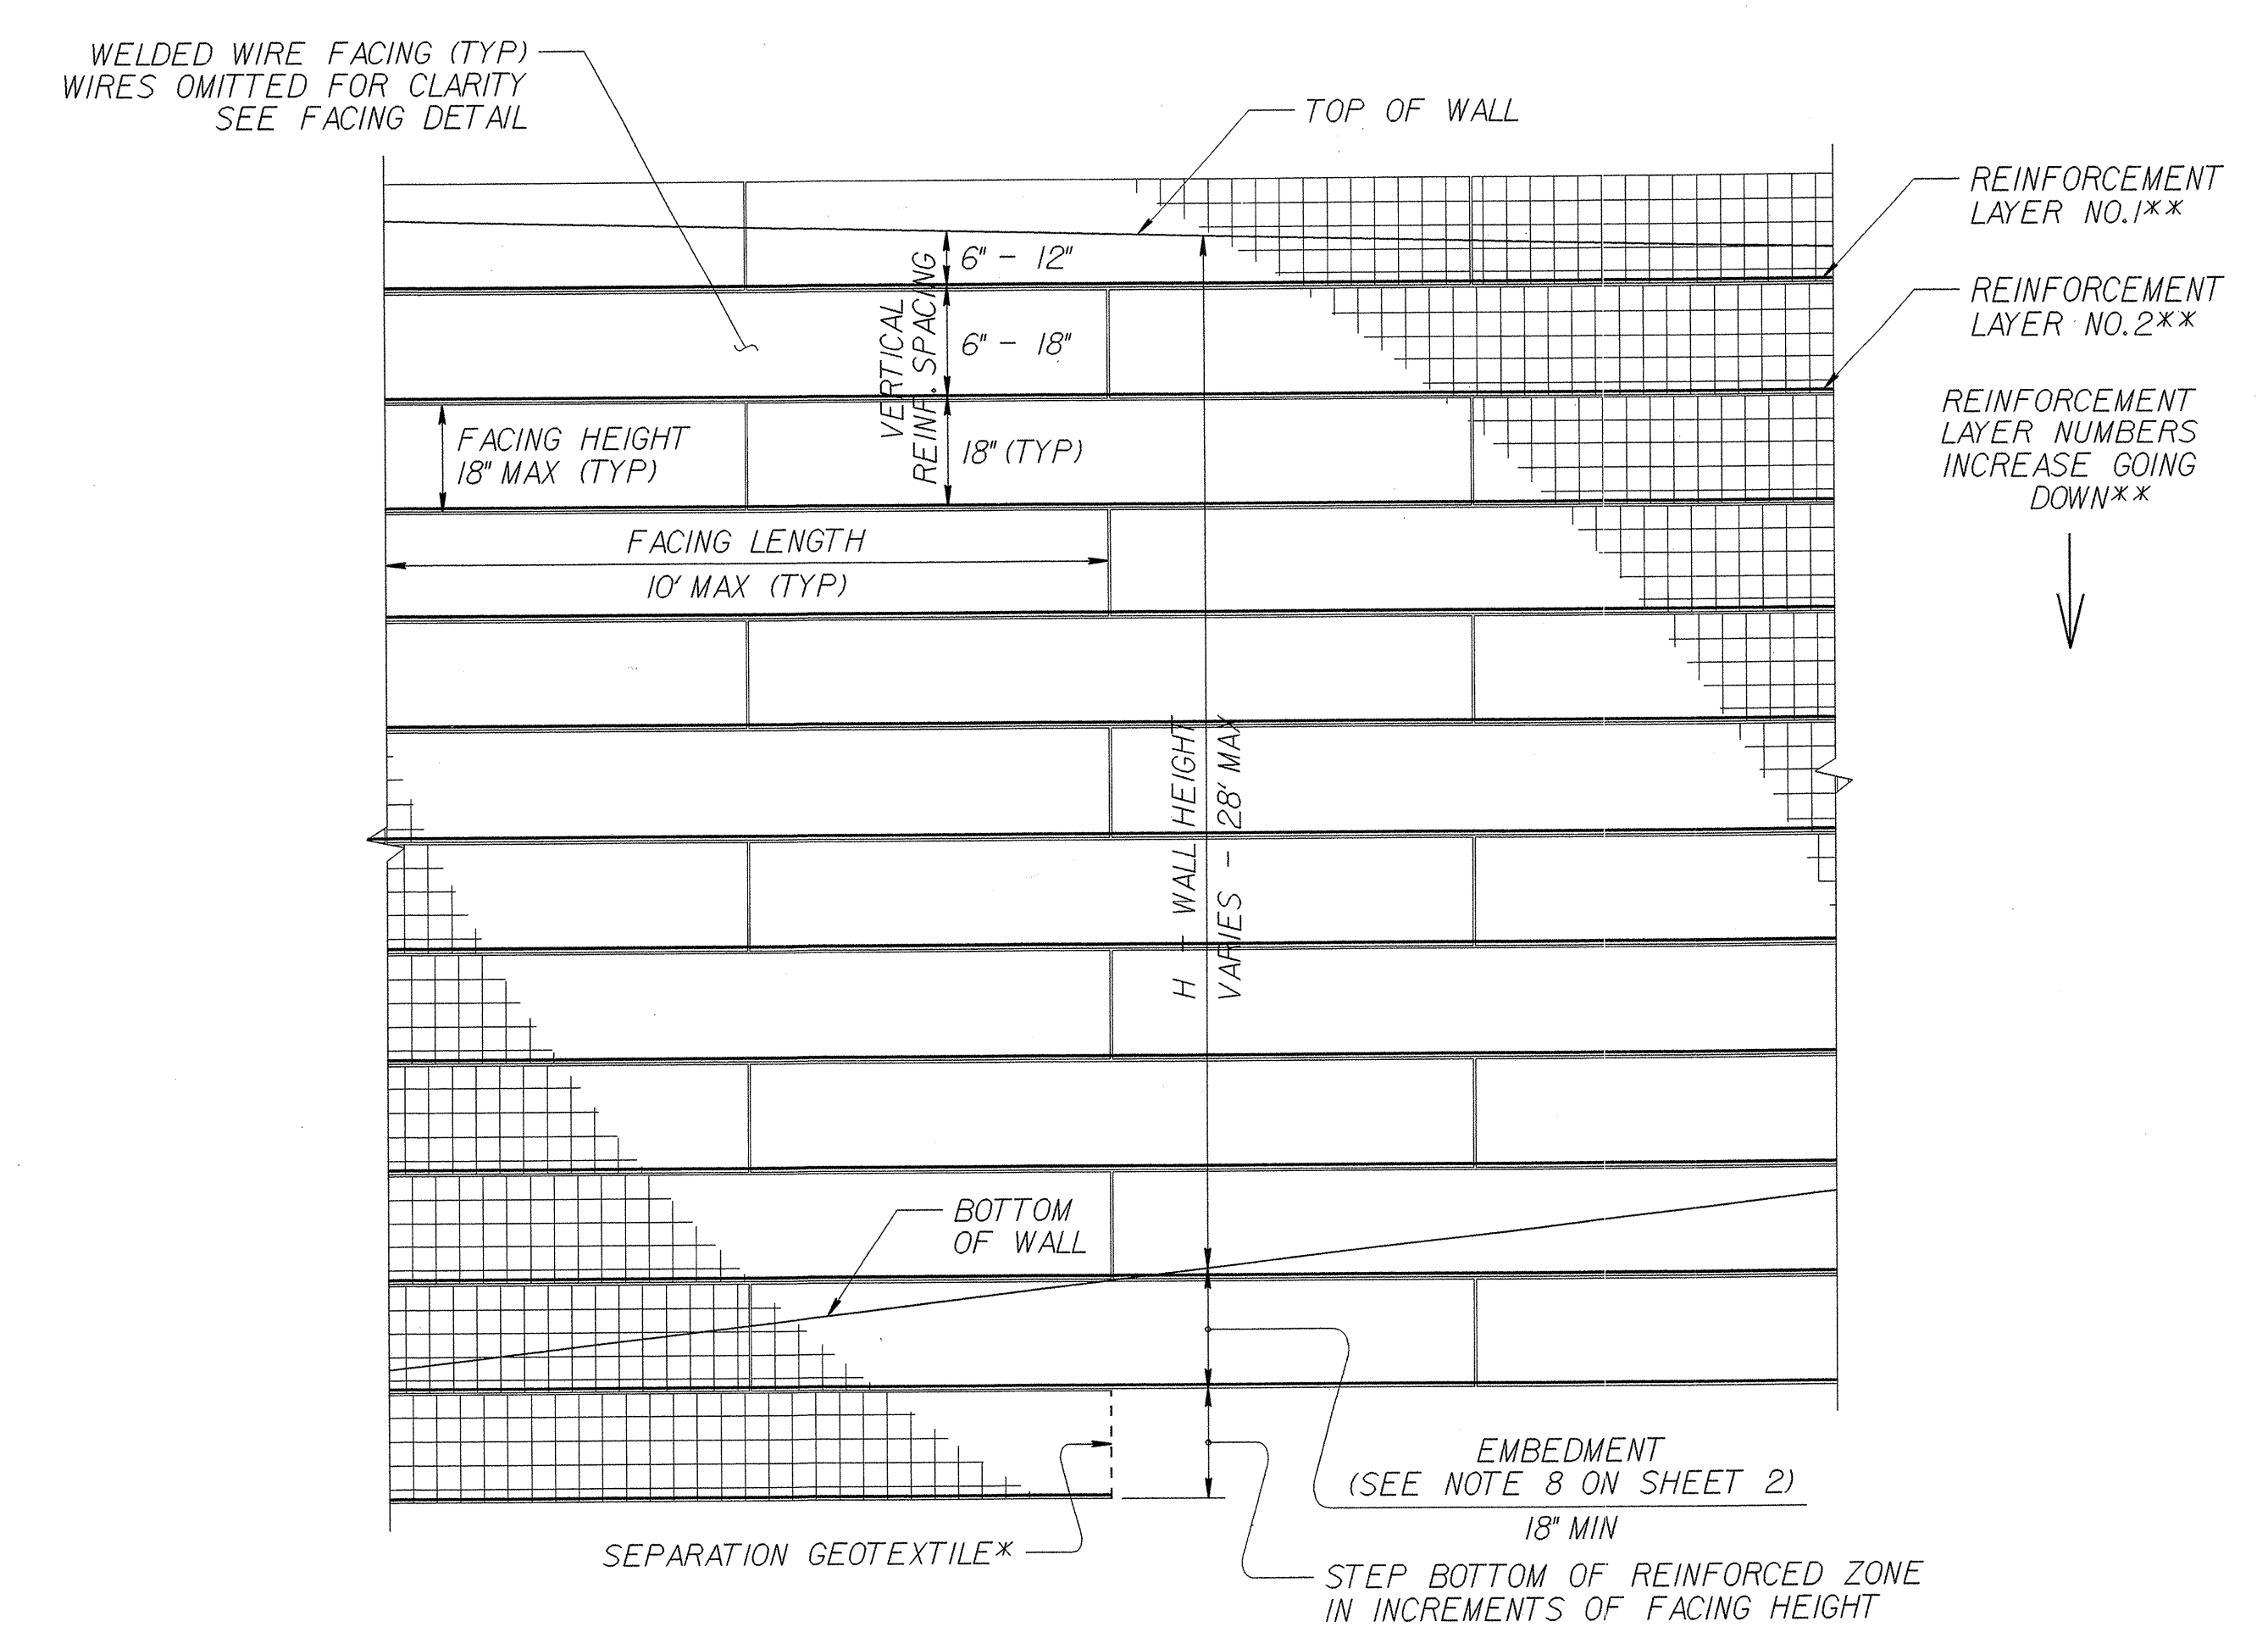 WELDED WIRE FACING (TYP)
WIRES OMITTED FOR CLARITY
SEE FACING DETAIL
TOP OF WALL
REINFORCEMENT
LAYER NO.1**
REINFORCEMENT
LAYER NO.2**
REINFORCEMENT
LAYER NUMBERS
INCREASE GOING
DOWN**
VERTICAL
REINF. SPACING
6" - 12"
6" - 18"
18" (TYP)
FACING HEIGHT
18" MAX (TYP)
FACING LENGTH
10' MAX (TYP)
H - WALL HEIGHT
VARIES - 28' MAX
BOTTOM
OF WALL
EMBEDMENT
(SEE NOTE 8 ON SHEET 2)
18" MIN
SEPARATION GEOTEXTILE*
STEP BOTTOM OF REINFORCED ZONE
IN INCREMENTS OF FACING HEIGHT